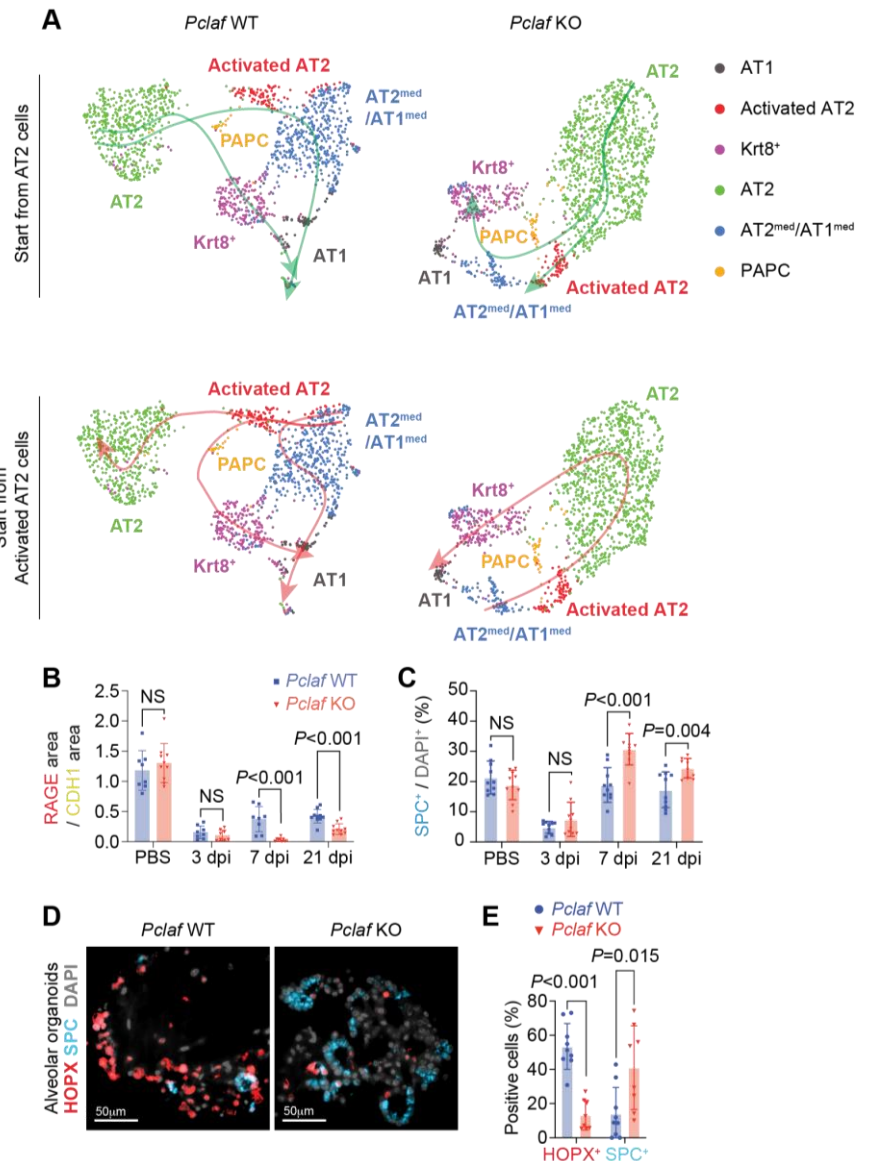 A
Pclaf WT
Pclaf KO
Start from AT2 cells
Activated AT2
AT2med
/AT1med
PAPC
AT2
Krt8+
AT1
AT2
Krt8+
PAPC
AT1
Activated AT2
AT2med/AT1med
AT1
Activated AT2
Krt8+
AT2
AT2med/AT1med
PAPC
Start from
Activated AT2 cells
Activated AT2
AT2med
/AT1med
PAPC
AT2
Krt8+
AT1
AT2
Krt8+
PAPC
AT1
Activated AT2
AT2med/AT1med
B
Pclaf WT
Pclaf KO
RAGE area
/ CDH1 area
2.5
2.0
1.5
1.0
0.5
0.0
NS
NS
P<0.001
P<0.001
PBS
3 dpi
7 dpi
21 dpi
C
SPC+ / DAPI+ (%)
50
40
30
20
10
0
NS
NS
P<0.001
P=0.004
PBS
3 dpi
7 dpi
21 dpi
D
Pclaf WT
Pclaf KO
Alveolar organoids
HOPX SPC DAPI
50μm
50μm
E
Pclaf WT
Pclaf KO
P=0.015
P<0.001
Positive cells (%)
80
60
40
20
0
HOPX+ SPC+